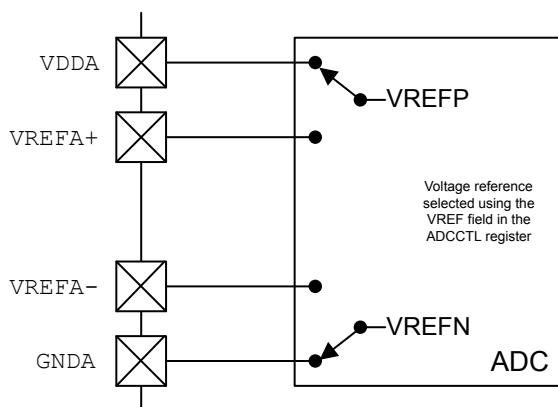 VDDA
VREFP
VREFA+
Voltage reference
selected using the
VREF field in the
ADCCTL register
VREFA-
VREFN
GNDA
ADC